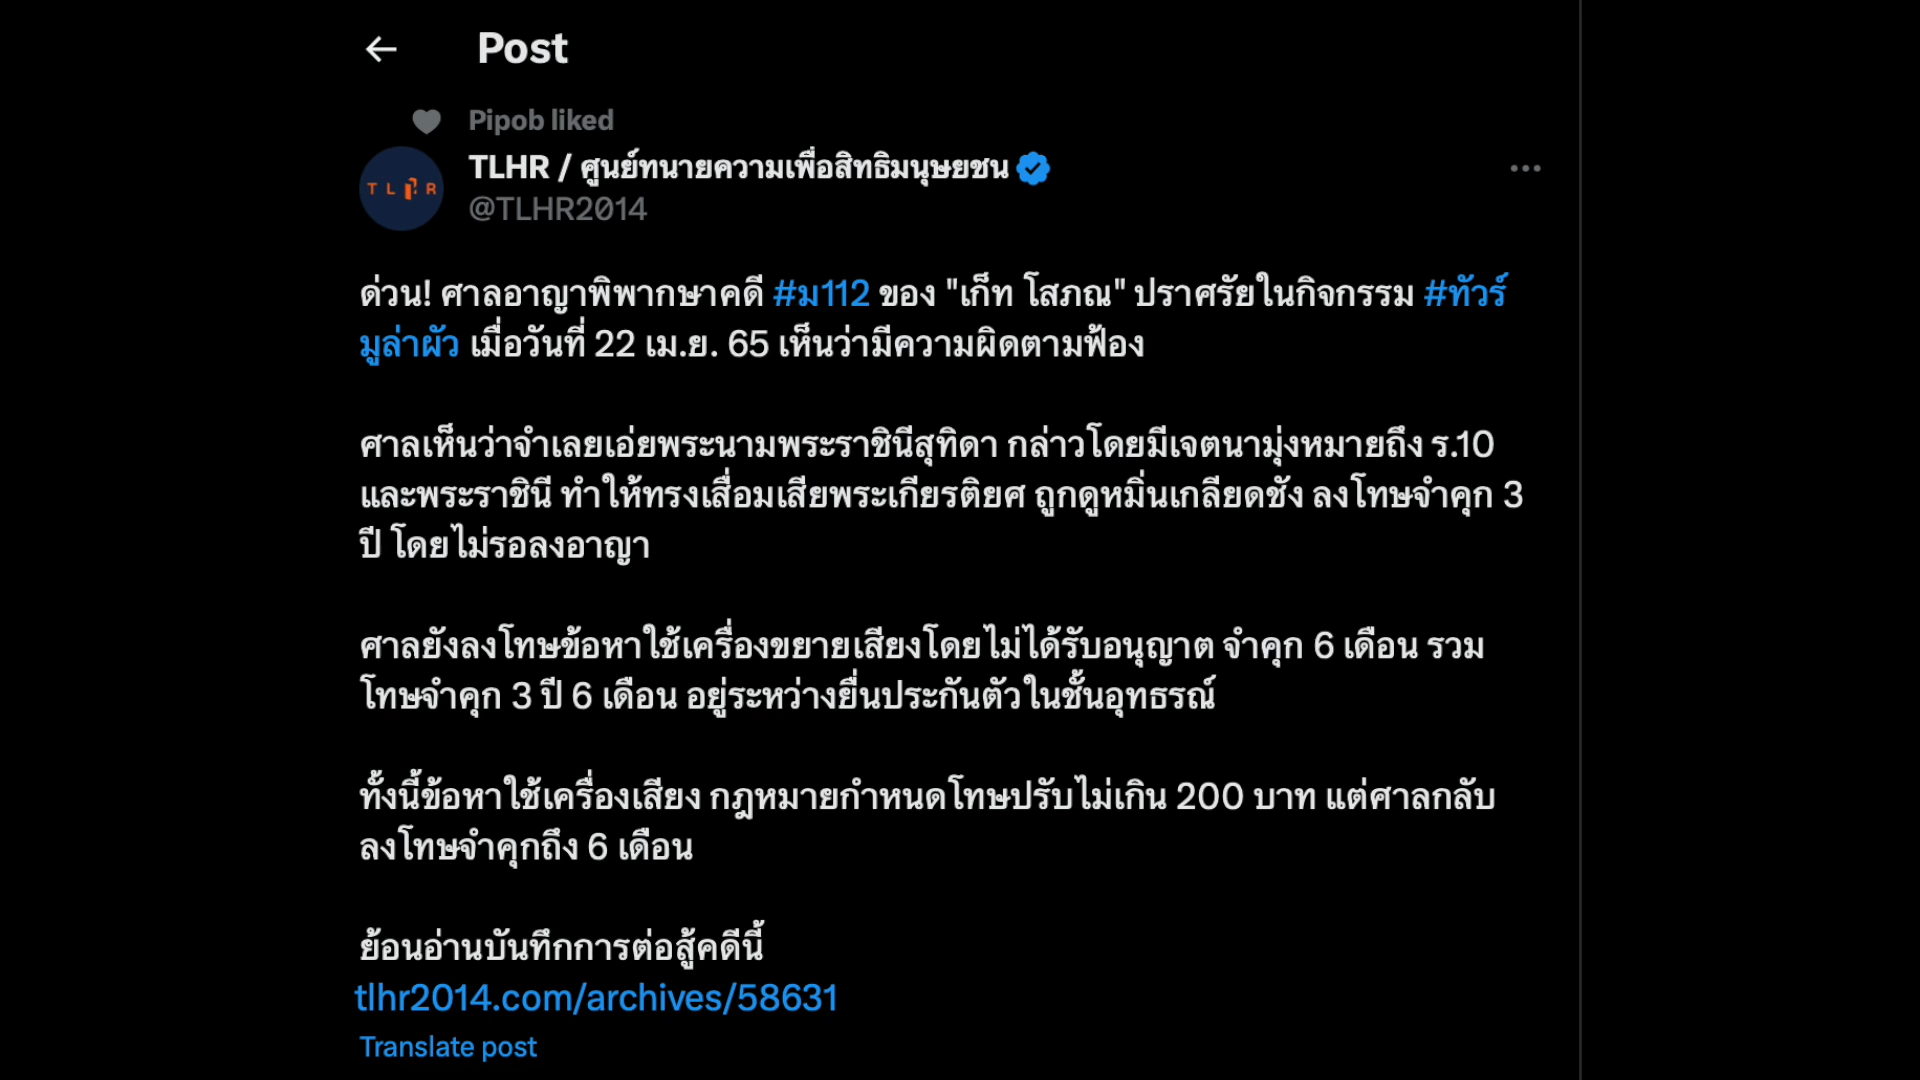 Post
Pipob liked
TLHR / ศูนย์ทนายความเพื่อสิทธิมนุษยชน
TLHR
@TLHR2014
ด่วน! ศาลอาญาพิพากษาคดี #ม112 ของ "เก็ท โสภณ" ปราศรัยในกิจกรรม #ทัวร์
มูล่าผัว เมื่อวันที่ 22 เม.ย. 65 เห็นว่ามีความผิดตามฟ้อง
ศาลเห็นว่าจำเลยเอ่ยพระนามพระราชินีสุทิดา กล่าวโดยมีเจตนามุ่งหมายถึง ร.10
และพระราชินี ทำให้ทรงเสื่อมเสียพระเกียรติยศ ถูกดูหมิ่นเกลียดชัง ลงโทษจำคุก 3
ปี โดยไม่รอลงอาญา
ศาลยังลงโทษข้อหาใช้เครื่องขยายเสียงโดยไม่ได้รับอนุญาต จำคุก 6 เดือน รวม
โทษจำคุก 3 ปี 6 เดือน อยู่ระหว่างยื่นประกันตัวในชั้นอุทธรณ์
ทั้งนี้ข้อหาใช้เครื่องเสียง กฎหมายกำหนดโทษปรับไม่เกิน 200 บาท แต่ศาลกลับ
ลงโทษจำคุกถึง 6 เดือน
ย้อนอ่านบันทึกการต่อสู้คดีนี้
tlhr2014.com/archives/58631
Translate post